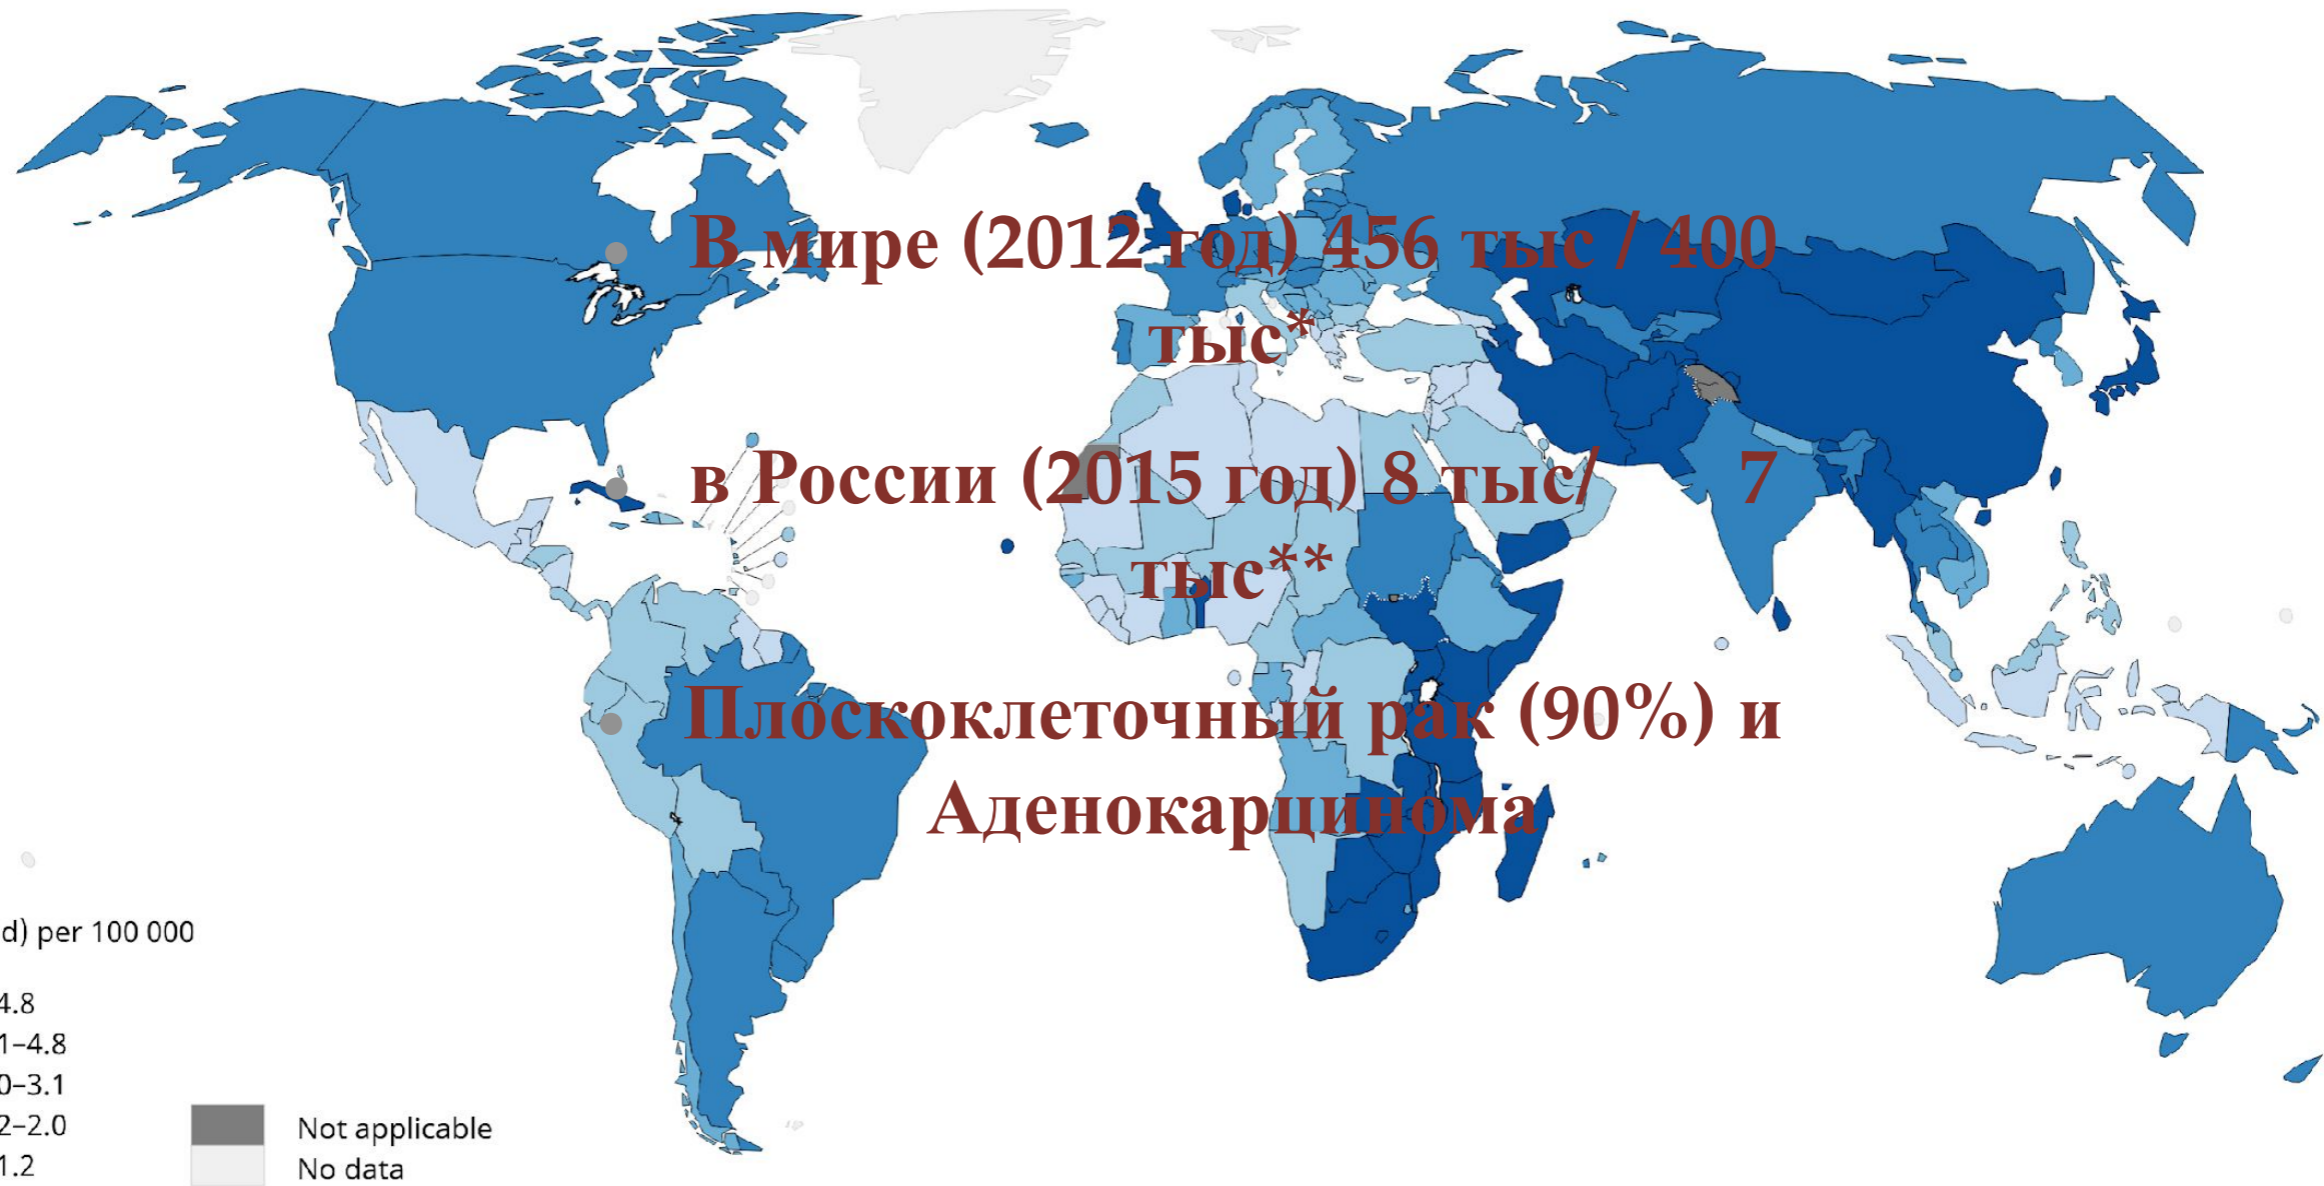 В мире (2012 год) 456 тыс / 400
тыс*
в России (2015 год) 8 тыс/ 7
тыс**
Плоскоклеточный рак (90%) и
Аденокарцинома
d) per 100 000
4.8
1–4.8
0–3.1
2–2.0
1.2
Not applicable
No data